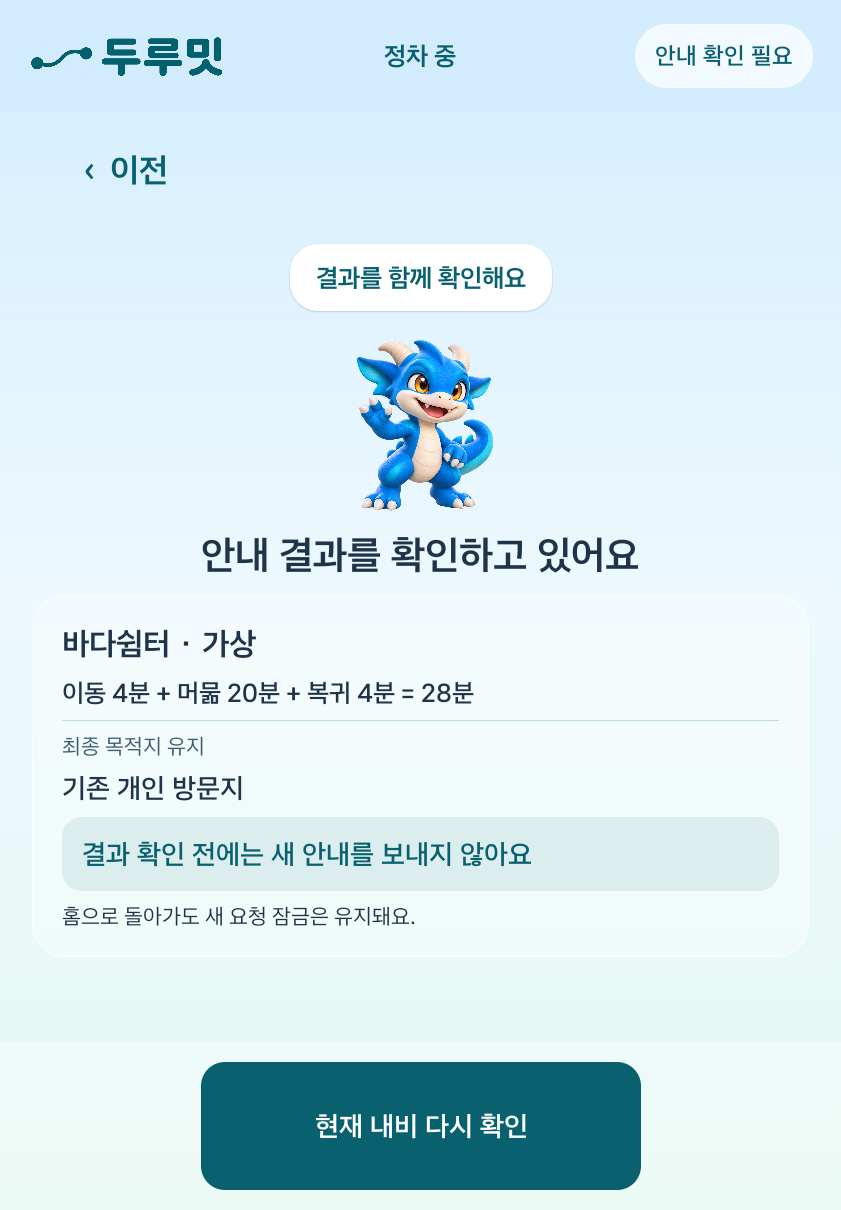 두루밋
정차 중
안내 확인 필요
‹ 이전
결과를 함께 확인해요
안내 결과를 확인하고 있어요
바다쉼터 · 가상
이동 4분 + 머묾 20분 + 복귀 4분 = 28분
최종 목적지 유지
기존 개인 방문지
결과 확인 전에는 새 안내를 보내지 않아요
홈으로 돌아가도 새 요청 잠금은 유지돼요.
현재 내비 다시 확인